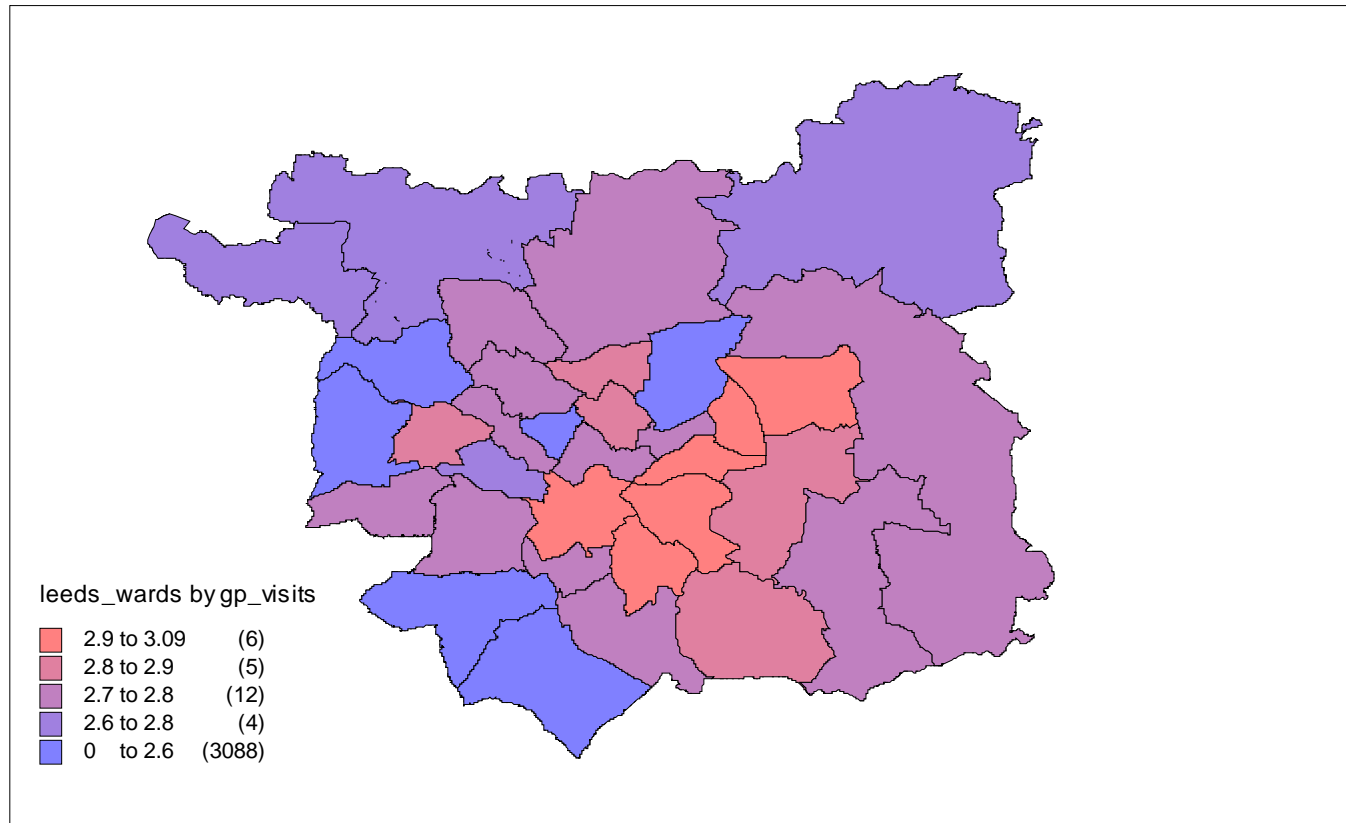 leeds_wards by gp_visits
2.9 to 3.09 (6)
2.8 to 2.9 (5)
2.7 to 2.8 (12)
2.6 to 2.8 (4)
0 to 2.6 (3088)